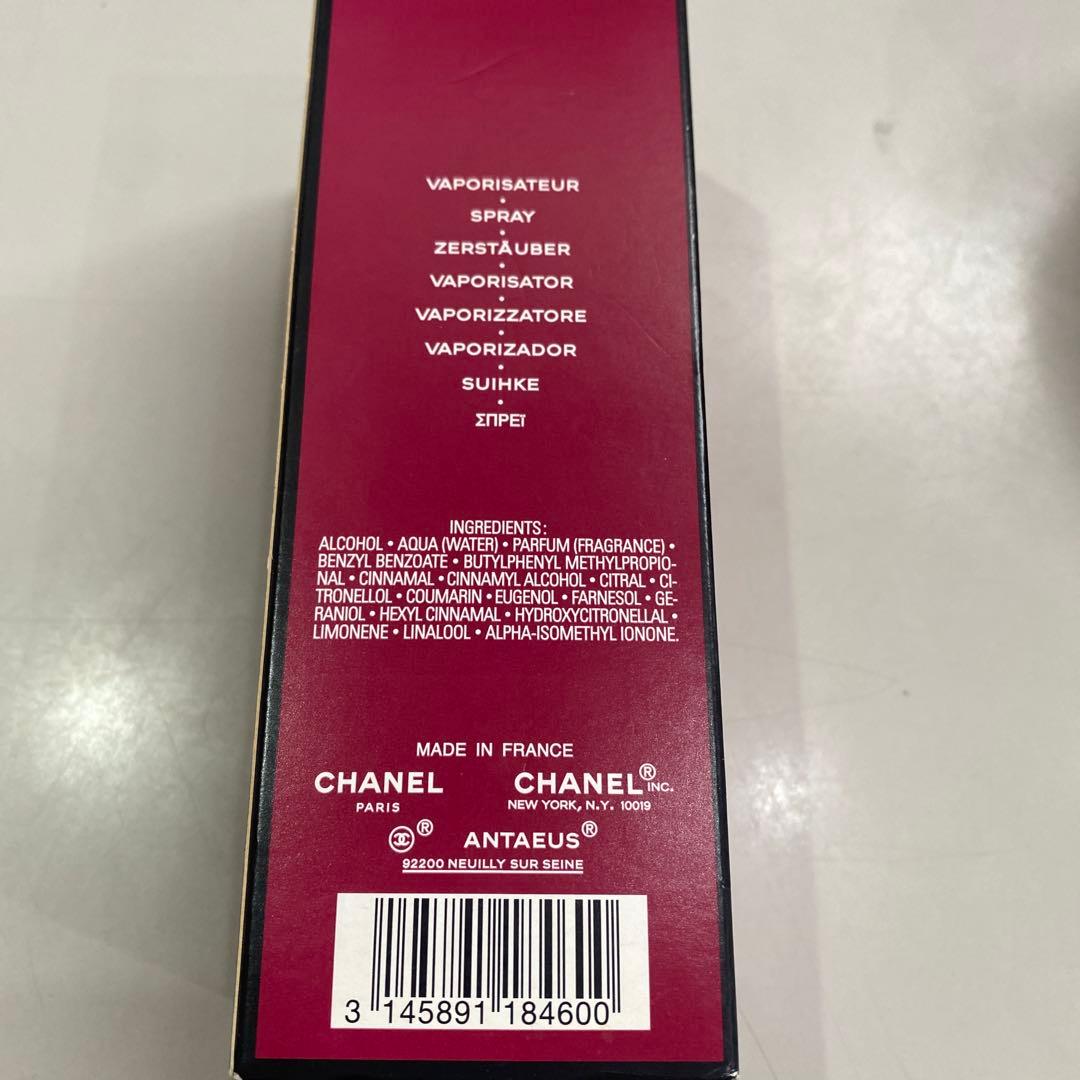 VAPORISATEUR
•
SPRAY
•
ZERSTÄUBER
•
VAPORISATOR
•
VAPORIZZATORE
•
VAPORIZADOR
•
SUIHKE
•
ΣΠΡΕΪ
INGREDIENTS:
ALCOHOL • AQUA (WATER) • PARFUM (FRAGRANCE) •
BENZYL BENZOATE • BUTYLPHENYL METHYLPROPIO-
NAL • CINNAMAL • CINNAMYL ALCOHOL • CITRAL • CI-
TRONELLOL • COUMARIN • EUGENOL • FARNESOL • GE-
RANIOL • HEXYL CINNAMAL • HYDROXYCITRONELLAL •
LIMONENE • LINALOOL • ALPHA-ISOMETHYL IONONE.
MADE IN FRANCE
CHANEL CHANEL® INC.
PARIS NEW YORK, N.Y. 10019
® ANTAEUS®
92200 NEUILLY SUR SEINE
3 145891 184600